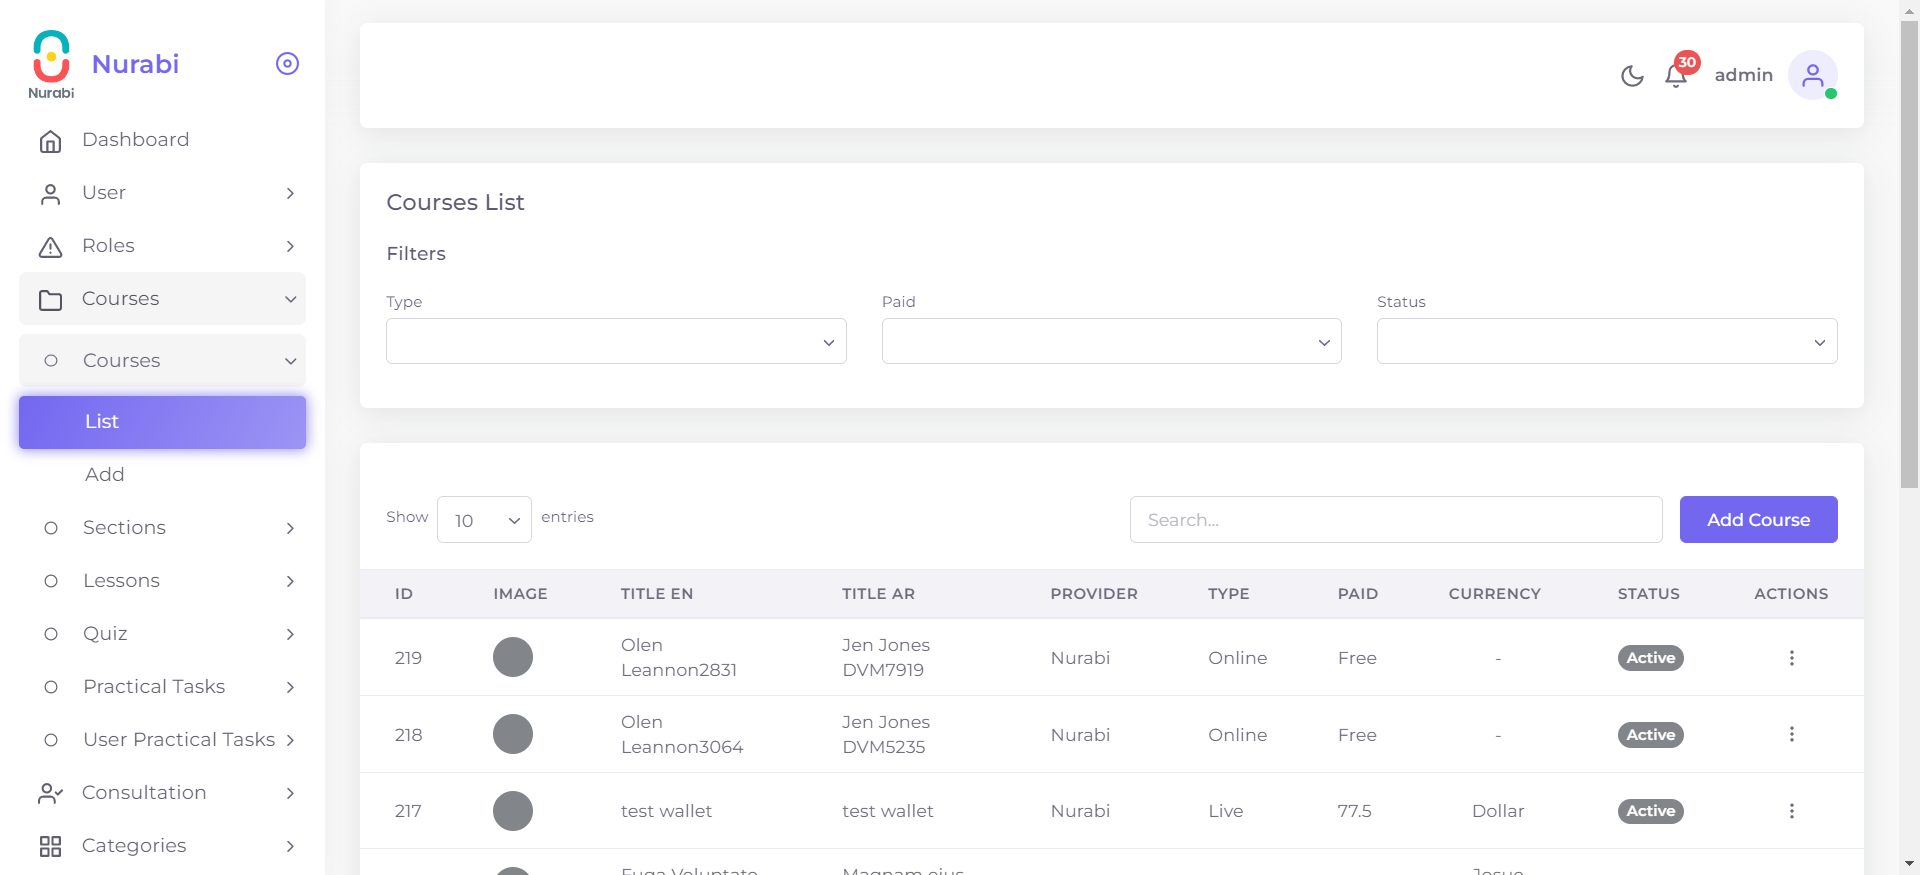 Nurabi
Nurabi
Dashboard
User
Roles
Courses
Courses
List
Add
Sections
Lessons
Quiz
Practical Tasks
User Practical Tasks
Consultation
Categories
30
admin
Courses List
Filters
Type
Paid
Status
Show
10
entries
Search...
Add Course
ID IMAGE TITLE EN TITLE AR PROVIDER TYPE PAID CURRENCY STATUS ACTIONS
219 Olen Leannon2831 Jen Jones DVM7919 Nurabi Online Free - Active
218 Olen Leannon3064 Jen Jones DVM5235 Nurabi Online Free - Active
217 test wallet test wallet Nurabi Live 77.5 Dollar Active